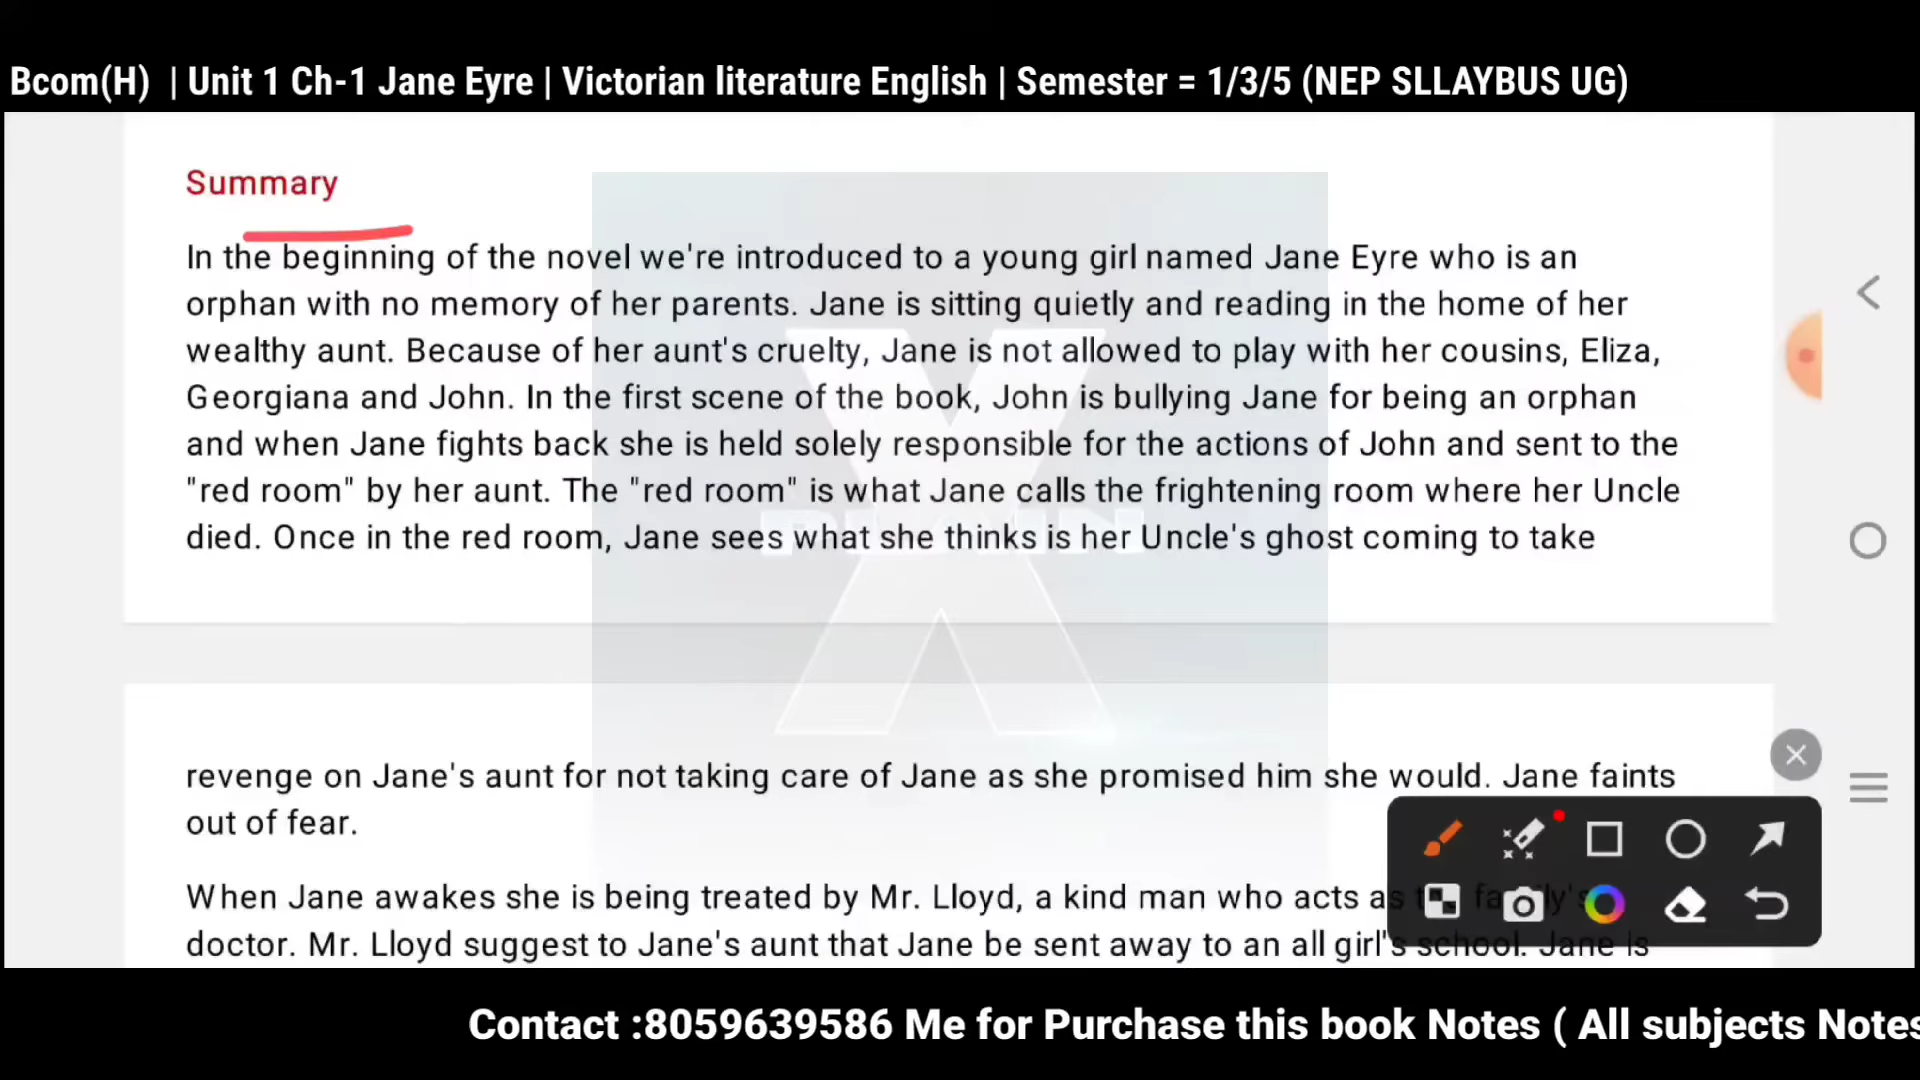 Bcom(H) | Unit 1 Ch-1 Jane Eyre | Victorian literature English | Semester = 1/3/5 (NEP SLLAYBUS UG)
Summary
In the beginning of the novel we're introduced to a young girl named Jane Eyre who is an
orphan with no memory of her parents. Jane is sitting quietly and reading in the home of her
wealthy aunt. Because of her aunt's cruelty, Jane is not allowed to play with her cousins, Eliza,
Georgiana and John. In the first scene of the book, John is bullying Jane for being an orphan
and when Jane fights back she is held solely responsible for the actions of John and sent to the
"red room" by her aunt. The "red room" is what Jane calls the frightening room where her Uncle
died. Once in the red room, Jane sees what she thinks is her Uncle's ghost coming to take
revenge on Jane's aunt for not taking care of Jane as she promised him she would. Jane faints
out of fear.
When Jane awakes she is being treated by Mr. Lloyd, a kind man who acts as
doctor. Mr. Lloyd suggest to Jane's aunt that Jane be sent away to an all girl's school. Jane is
Contact :8059639586 Me for Purchase this book Notes ( All subjects Notes